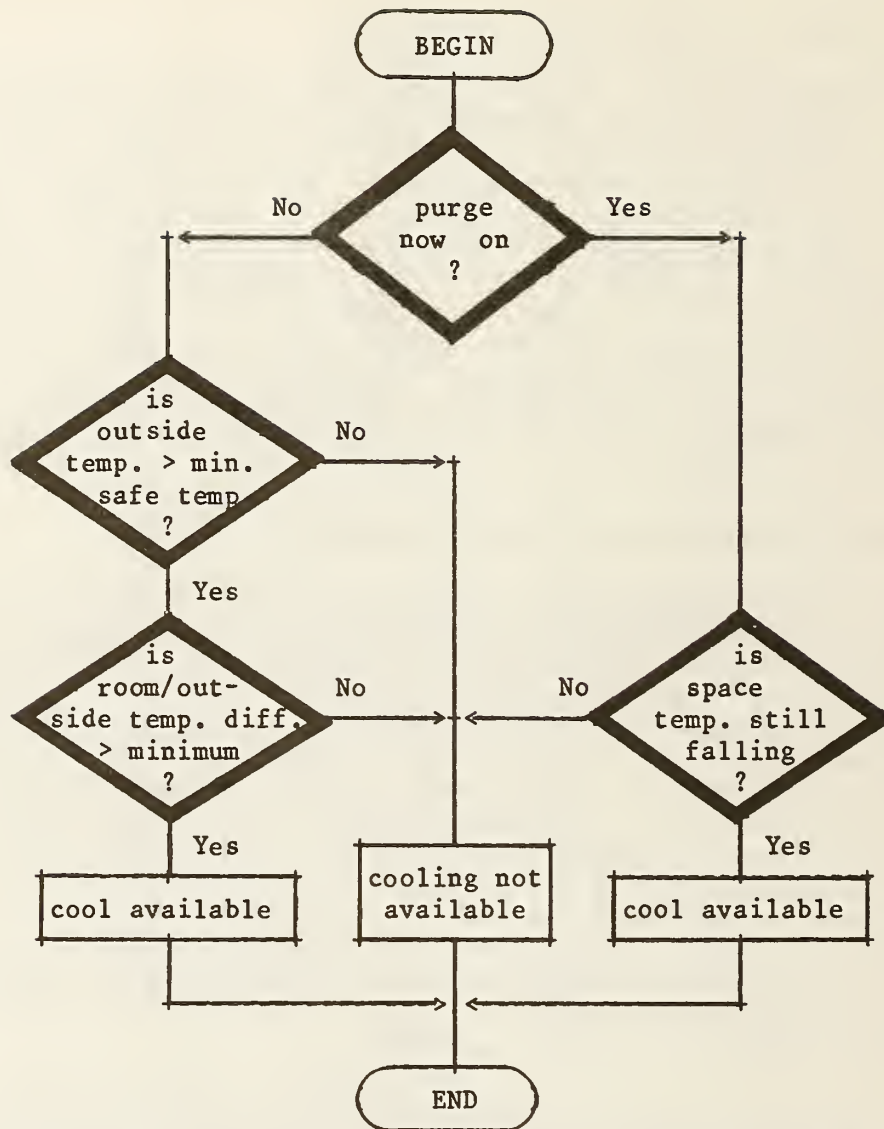 BEGIN
No
Yes
purge
now on
?
is
outside
temp. > min.
safe temp
?
No
Yes
is
room/out-
side temp. diff.
> minimum
?
No
No
is
space
temp. still
falling
?
Yes
Yes
cool available
cooling not
available
cool available
END